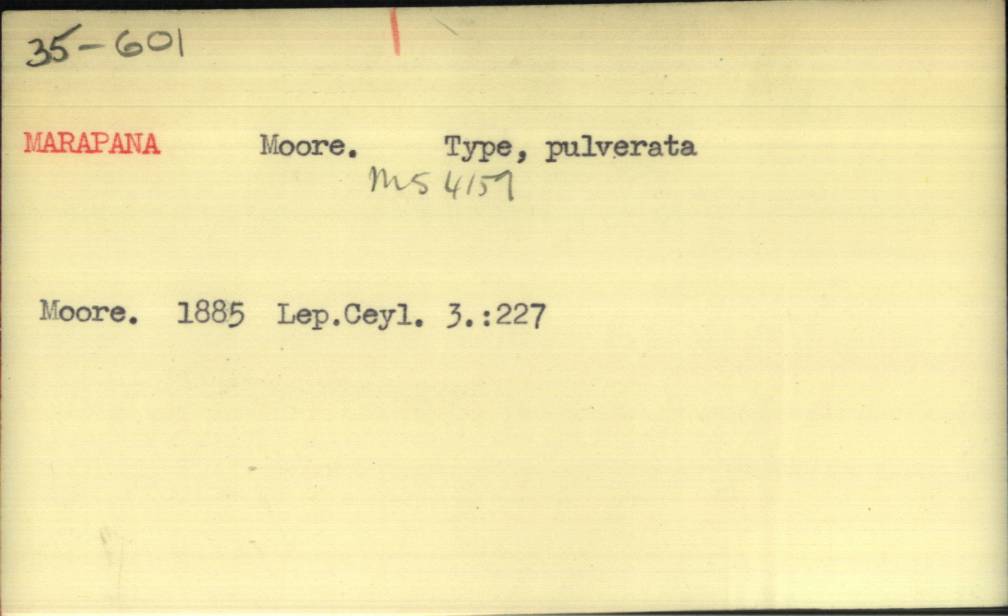 35-601
MARAPANA Moore. Type, pulverata
MS 4157
Moore. 1885 Lep.Ceyl. 3.:227